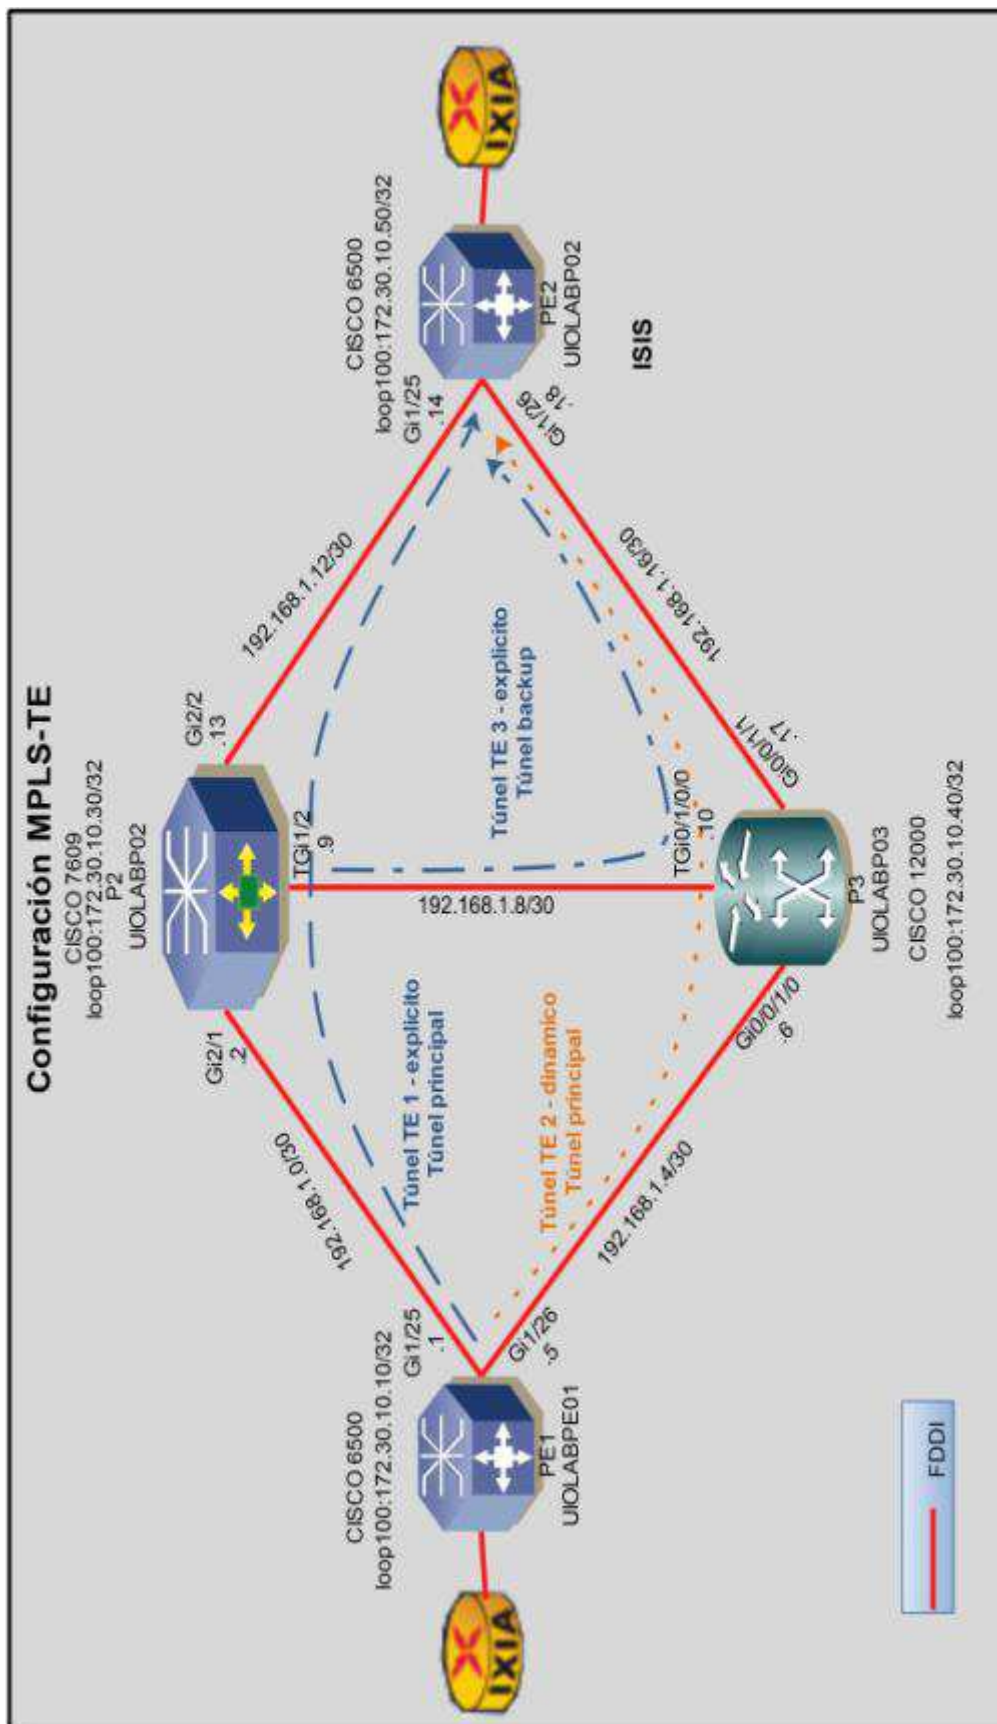 Configuración MPLS-TE
CISCO 7609
loop100:172.30.10.30/32
P2
UIOLABP02
Gi2/1
.2
Gi2/2
.13
TGi1/2
.9
192.168.1.0/30
192.168.1.12/30
CISCO 6500
loop100:172.30.10.10/32
Gi1/25
.1
CISCO 6500
loop100:172.30.10.50/32
Gi1/25
.14
Túnel TE 1 - explícito
Túnel principal
192.168.1.8/30
Túnel TE 3 - explícito
Túnel backup
IXIA
PE1
UIOLABPE01
Gi1/26
.5
Túnel TE 2 - dinamico
Túnel principal
Gi1/26
.18
PE2
UIOLABP02
IXIA
192.168.1.4/30
192.168.1.16/30
ISIS
TGi0/1/0/0
.10
Gi0/0/1/0
.6
Gi0/0/1/1
.17
P3
UIOLABP03
CISCO 12000
loop100:172.30.10.40/32
FDDI